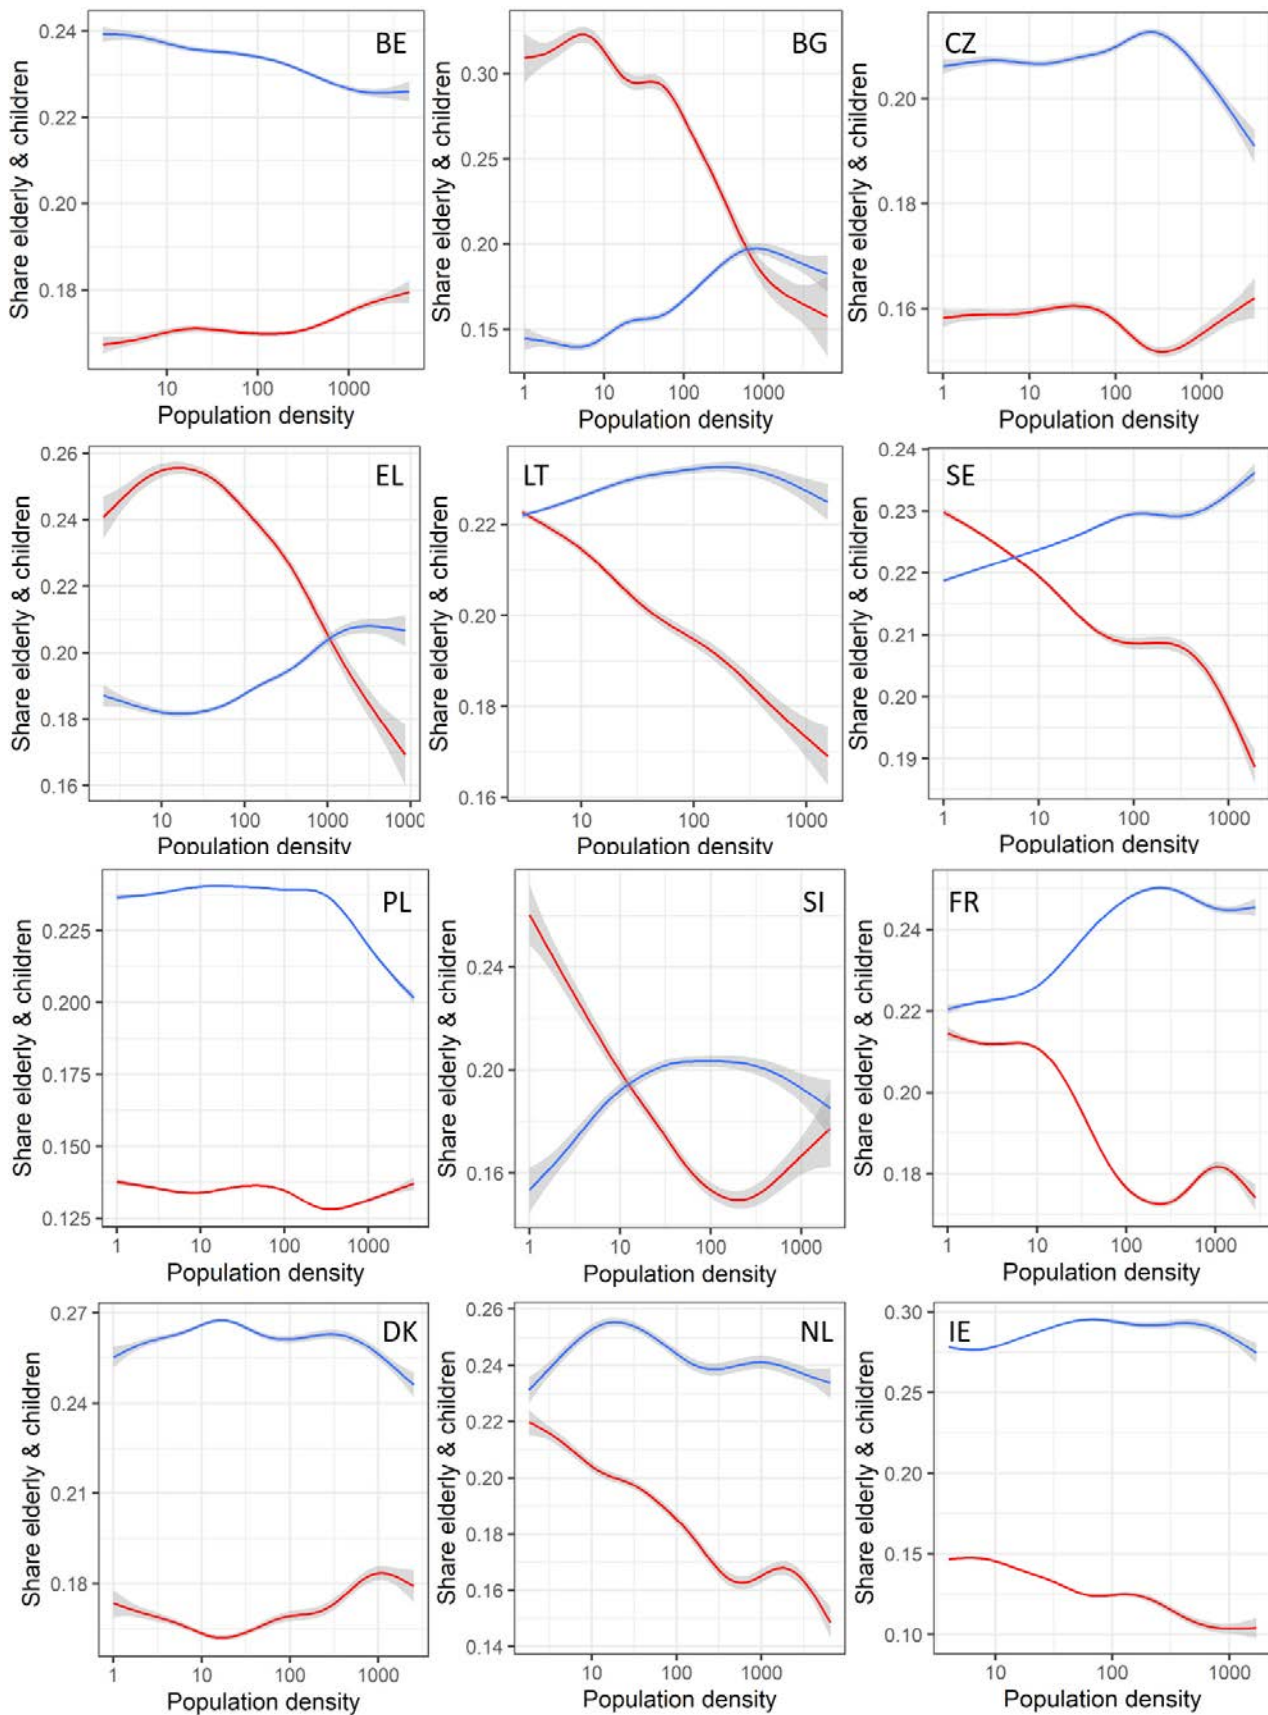 BE
Share elderly & children
0.24
0.22
0.20
0.18
10
100
1000
Population density
BG
Share elderly & children
0.30
0.25
0.20
0.15
1
10
100
1000
Population density
CZ
Share elderly & children
0.20
0.18
0.16
1
10
100
1000
Population density
EL
Share elderly & children
0.26
0.24
0.22
0.20
0.18
0.16
10
100
1000
1000
Population density
LT
Share elderly & children
0.22
0.20
0.18
0.16
10
100
1000
Population density
SE
Share elderly & children
0.24
0.23
0.22
0.21
0.20
0.19
1
10
100
1000
Population density
PL
Share elderly & children
0.225
0.200
0.175
0.150
0.125
1
10
100
1000
Population density
SI
Share elderly & children
0.24
0.20
0.16
1
10
100
1000
Population density
FR
Share elderly & children
0.24
0.22
0.20
0.18
1
10
100
1000
Population density
DK
Share elderly & children
0.27
0.24
0.21
0.18
1
10
100
1000
Population density
NL
Share elderly & children
0.26
0.24
0.22
0.20
0.18
0.16
0.14
10
100
1000
Population density
IE
Share elderly & children
0.30
0.25
0.20
0.15
0.10
10
100
1000
Population density